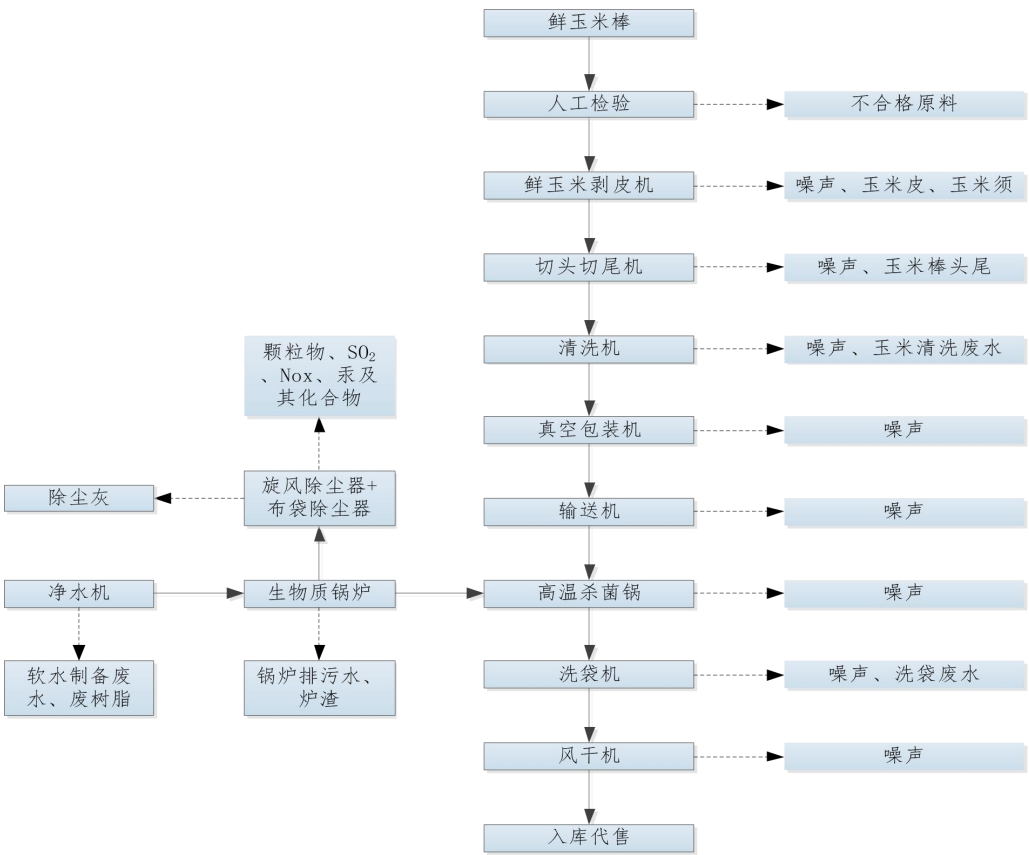 鲜玉米棒
人工检验
不合格原料
鲜玉米剥皮机
噪声、玉米皮、玉米须
切头切尾机
噪声、玉米棒头尾
清洗机
噪声、玉米清洗废水
颗粒物、SO₂
、Nox、汞及
其化合物
真空包装机
噪声
除尘灰
旋风除尘器+
布袋除尘器
输送机
噪声
净水机
生物质锅炉
高温杀菌锅
噪声
软水制备废
水、废树脂
锅炉排污水、
炉渣
洗袋机
噪声、洗袋废水
风干机
噪声
入库代售